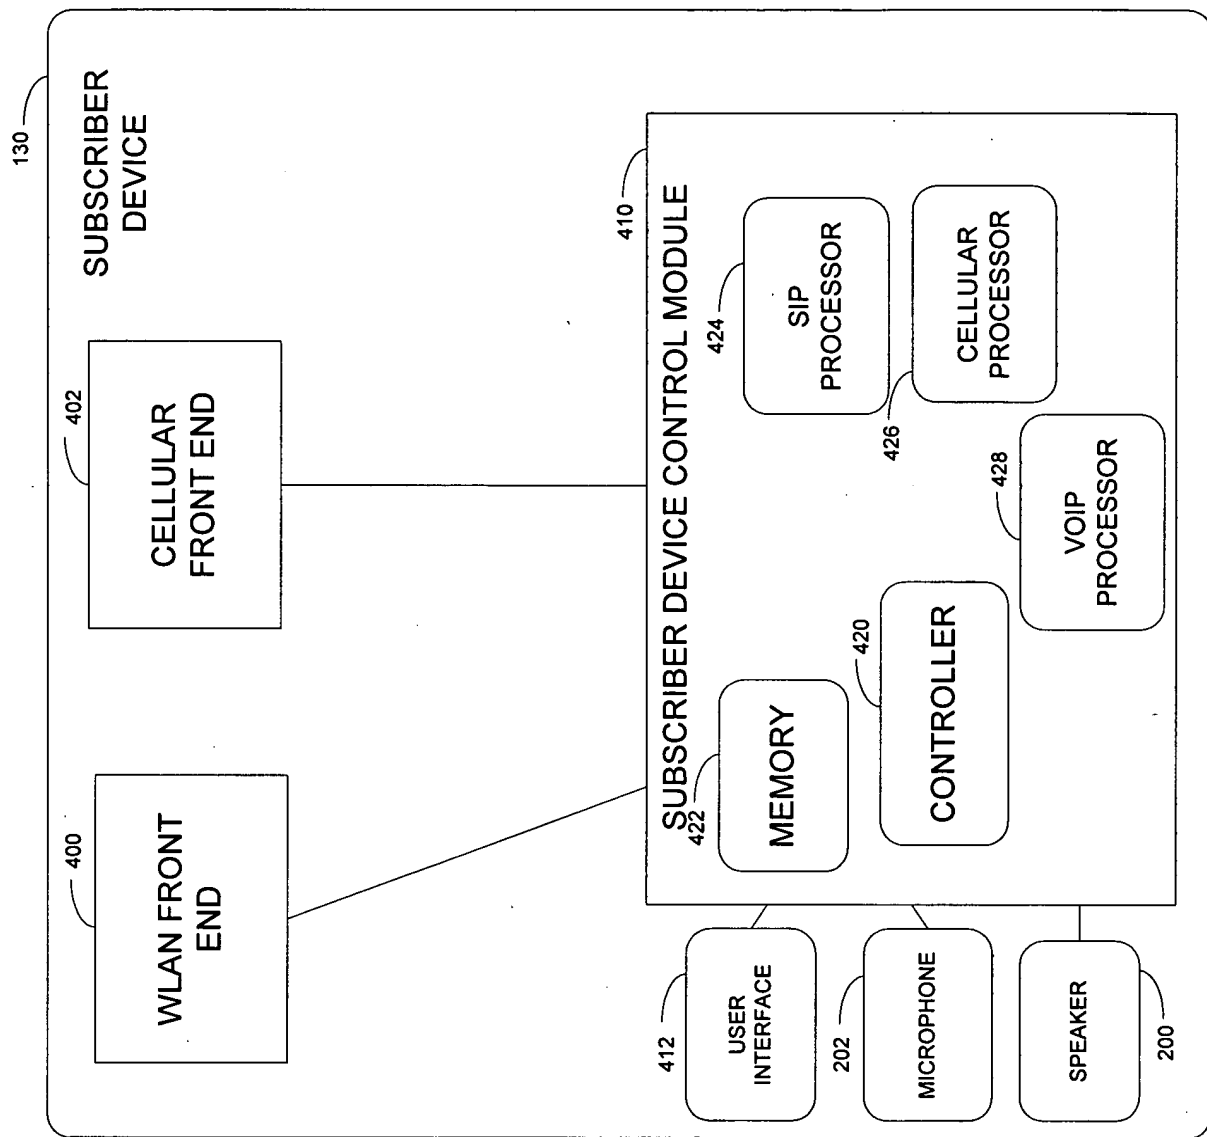 130
SUBSCRIBER
DEVICE
400
WLAN FRONT
END
402
CELLULAR
FRONT END
410
SUBSCRIBER DEVICE CONTROL MODULE
412
USER
INTERFACE
202
MICROPHONE
SPEAKER
200
422
MEMORY
420
CONTROLLER
424
SIP
PROCESSOR
426
CELLULAR
PROCESSOR
428
VOIP
PROCESSOR